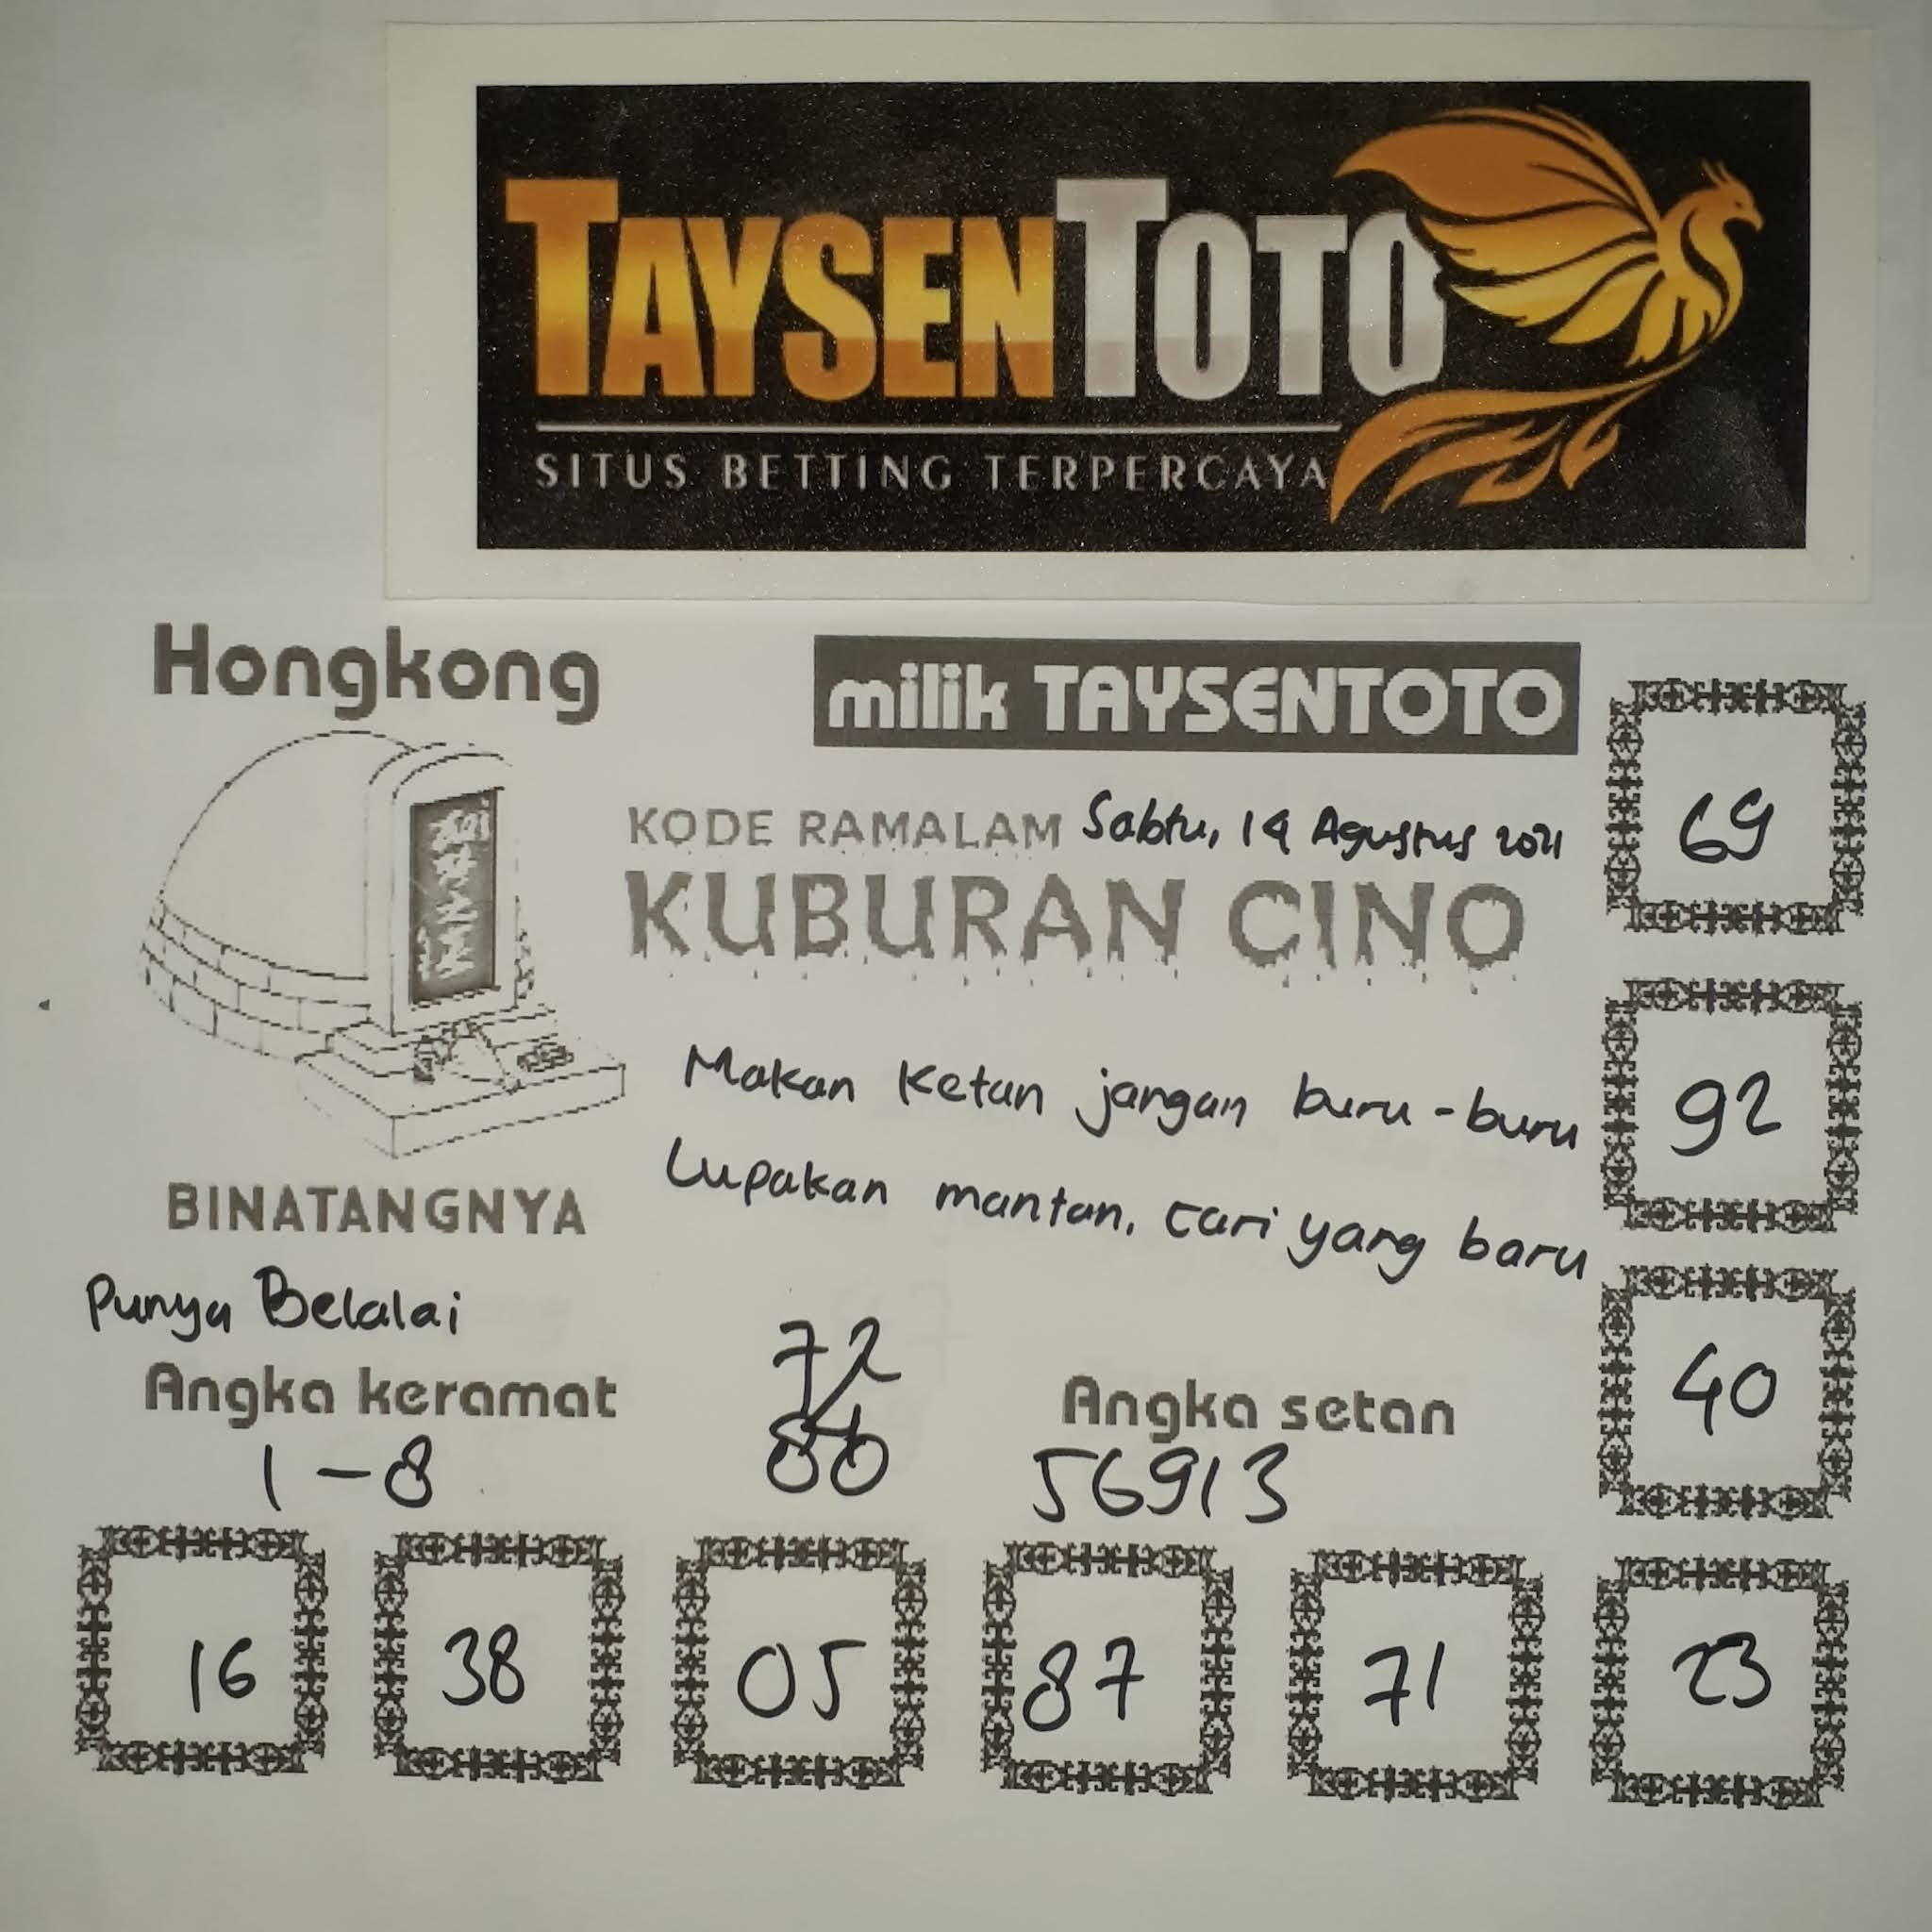 TAYSENTOTO
SITUS BETTING TERPERCAYA
Hongkong
milik TAYSENTOTO
KODE RAMALAM Sabtu, 14 Agustus 2021
KUBURAN CINO
69
Makan Ketan jangan buru-buru
Lupakan mantan, cari yang baru
92
BINATANGNYA
Punya Belalai
40
Angka keramat
1-8
72
Angka setan
56913
16
38
05
87
71
23